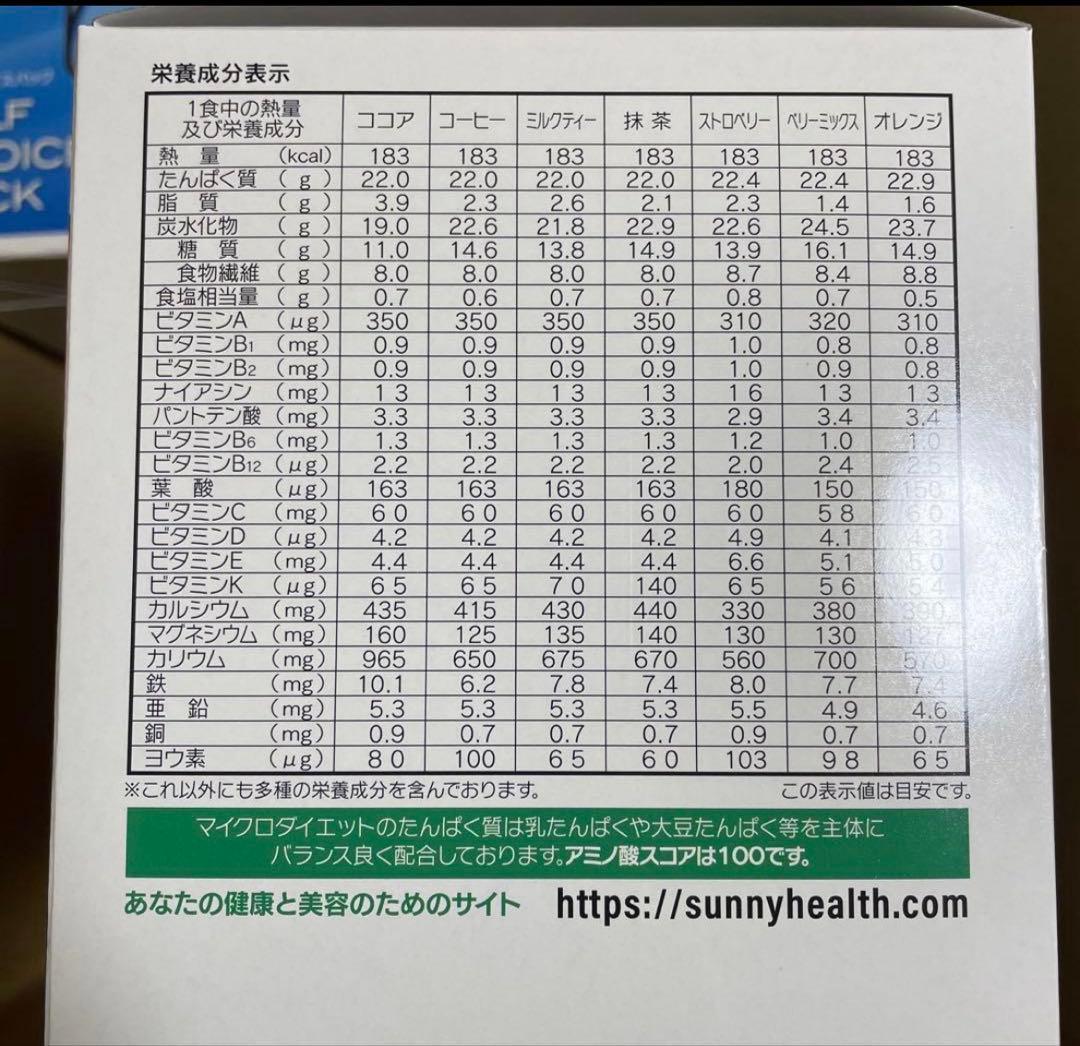 スパック
LF
OIC
CK
栄養成分表示
1食中の熱量
及び栄養成分 ココア コーヒー ミルクティー 抹茶 ストロベリー ベリーミックス オレンジ
熱量 (kcal) 183 183 183 183 183 183 183
たんぱく質 (g) 22.0 22.0 22.0 22.0 22.4 22.4 22.9
脂質 (g) 3.9 2.3 2.6 2.1 2.3 1.4 1.6
炭水化物 (g) 19.0 22.6 21.8 22.9 22.6 24.5 23.7
糖質 (g) 11.0 14.6 13.8 14.9 13.9 16.1 14.9
食物繊維 (g) 8.0 8.0 8.0 8.0 8.7 8.4 8.8
食塩相当量 (g) 0.7 0.6 0.7 0.7 0.8 0.7 0.5
ビタミンA (μg) 350 350 350 350 310 320 310
ビタミンB1 (mg) 0.9 0.9 0.9 0.9 1.0 0.8 0.8
ビタミンB2 (mg) 0.9 0.9 0.9 0.9 1.0 0.9 0.8
ナイアシン (mg) 13 13 13 13 16 13 13
パントテン酸 (mg) 3.3 3.3 3.3 3.3 2.9 3.4 3.4
ビタミンB6 (mg) 1.3 1.3 1.3 1.3 1.2 1.0 1.0
ビタミンB12 (μg) 2.2 2.2 2.2 2.2 2.0 2.4 2.5
葉酸 (μg) 163 163 163 163 180 150 150
ビタミンC (mg) 60 60 60 60 60 58 60
ビタミンD (μg) 4.2 4.2 4.2 4.2 4.9 4.1 4.3
ビタミンE (mg) 4.4 4.4 4.4 4.4 6.6 5.1 5.0
ビタミンK (μg) 65 65 70 140 65 56 54
カルシウム (mg) 435 415 430 440 330 380 390
マグネシウム (mg) 160 125 135 140 130 130 127
カリウム (mg) 965 650 675 670 560 700 570
鉄 (mg) 10.1 6.2 7.8 7.4 8.0 7.7 7.4
亜鉛 (mg) 5.3 5.3 5.3 5.3 5.5 4.9 4.6
銅 (mg) 0.9 0.7 0.7 0.7 0.9 0.7 0.7
ヨウ素 (μg) 80 100 65 60 103 98 65
※これ以外にも多種の栄養成分を含んでおります。 この表示値は目安です。
マイクロダイエットのたんぱく質は乳たんぱくや大豆たんぱく等を主体に
バランス良く配合しております。アミノ酸スコアは100です。
あなたの健康と美容のためのサイト https://sunnyhealth.com